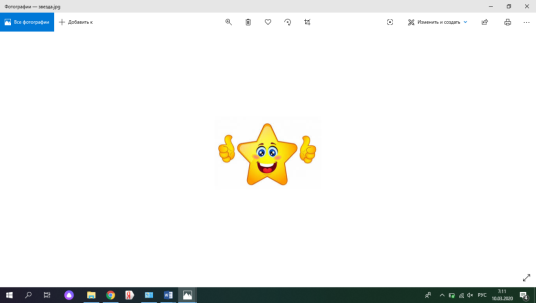 Фотографии — звезда.jpg
Все фотографии
Добавить к
Изменить и создать
РУС
3:11
10.03.2020